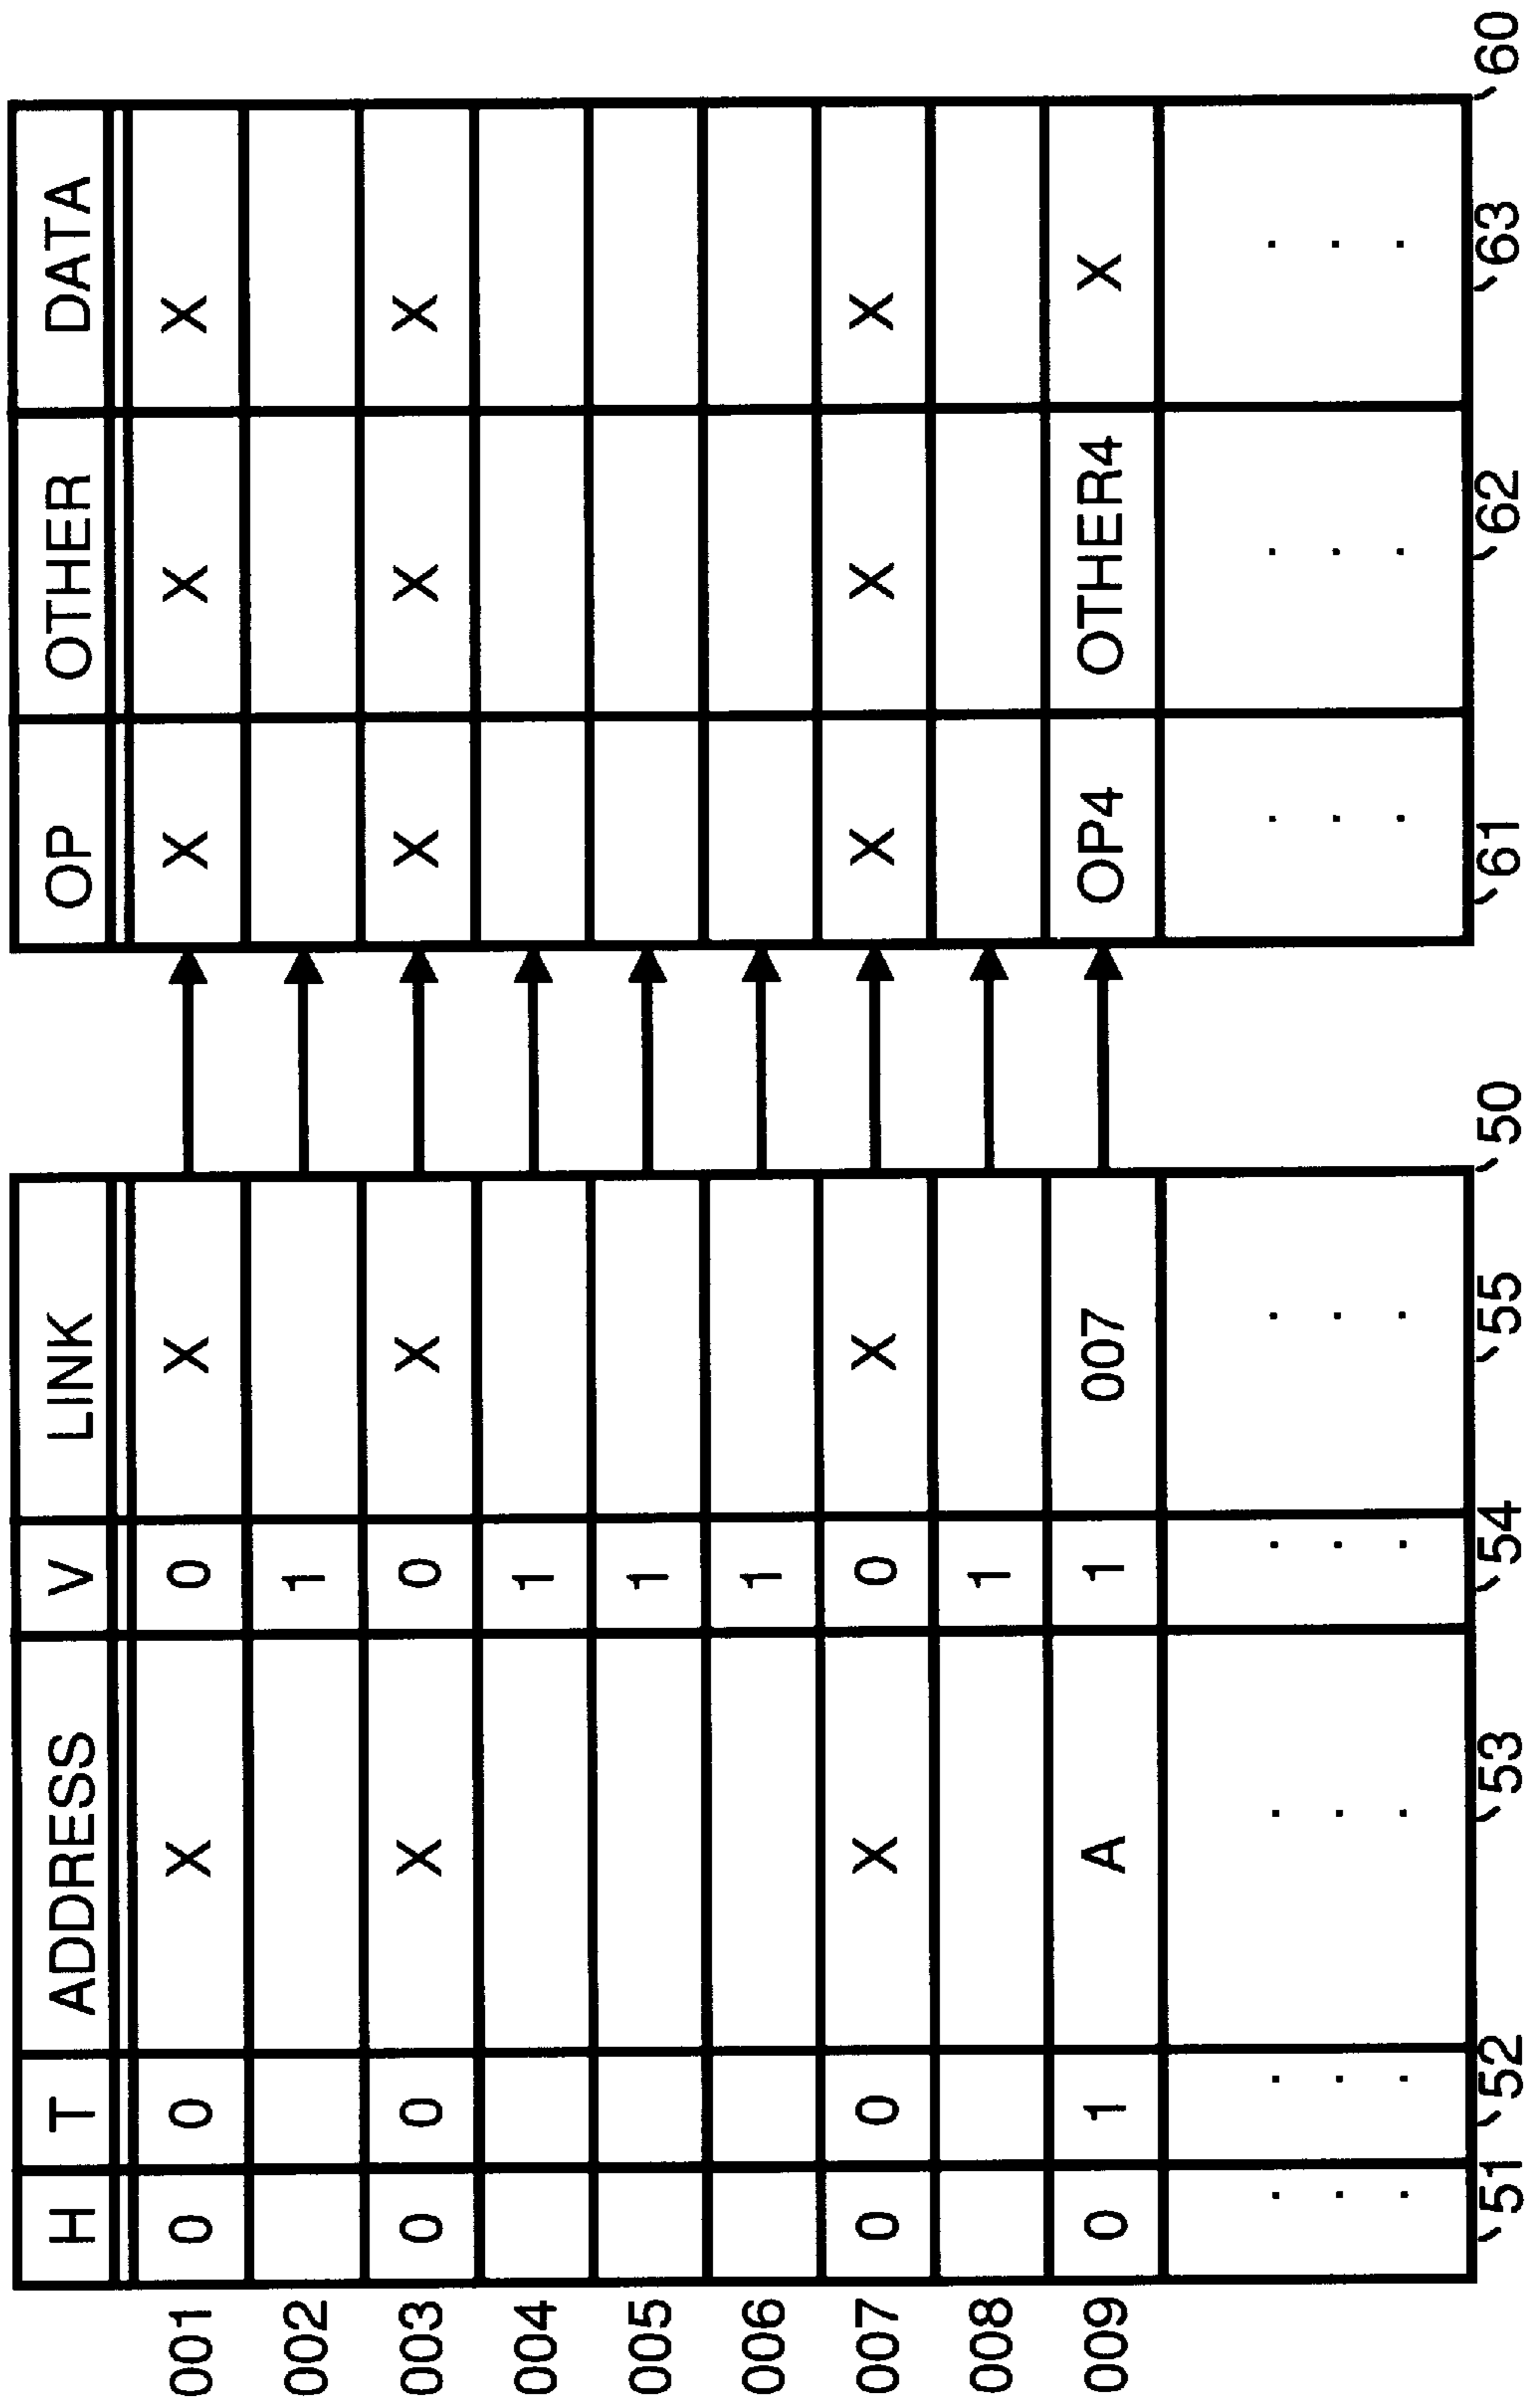 H T ADDRESS V LINK OP OTHER DATA
001 0 0 X 0 X X X X
002 1
003 0 0 X 0 X X X X
004 1
005 1
006 1
007 0 0 X 0 X X X X
008 1
009 0 1 A 1 007 OP4 OTHER4 X
51 52 53 54 55 50 61 62 63 60